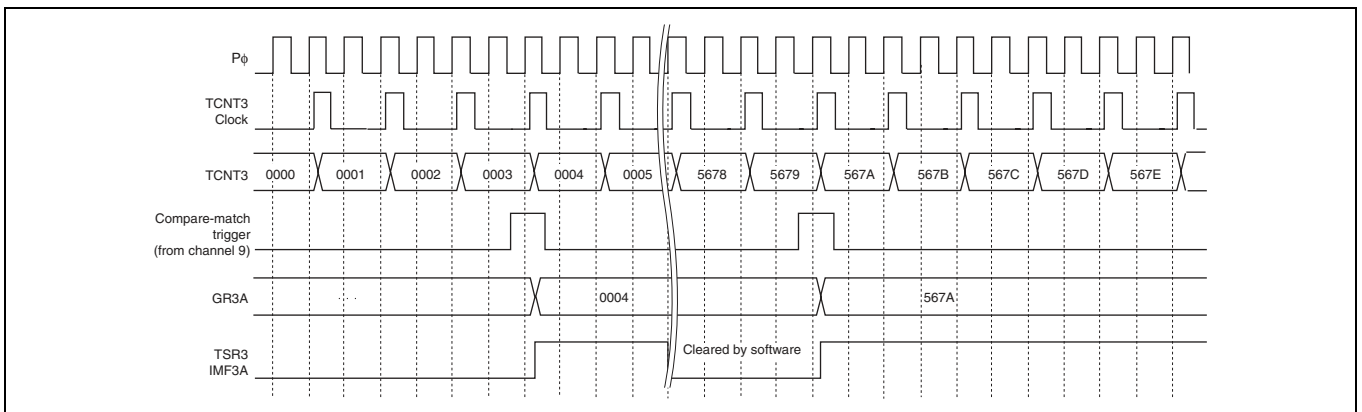 Pφ
TCNT3
Clock
TCNT3 0000 0001 0002 0003 0004 0005 5678 5679 567A 567B 567C 567D 567E
Compare-match
trigger
(from channel 9)
GR3A .... 0004 567A
TSR3
IMF3A
Cleared by software